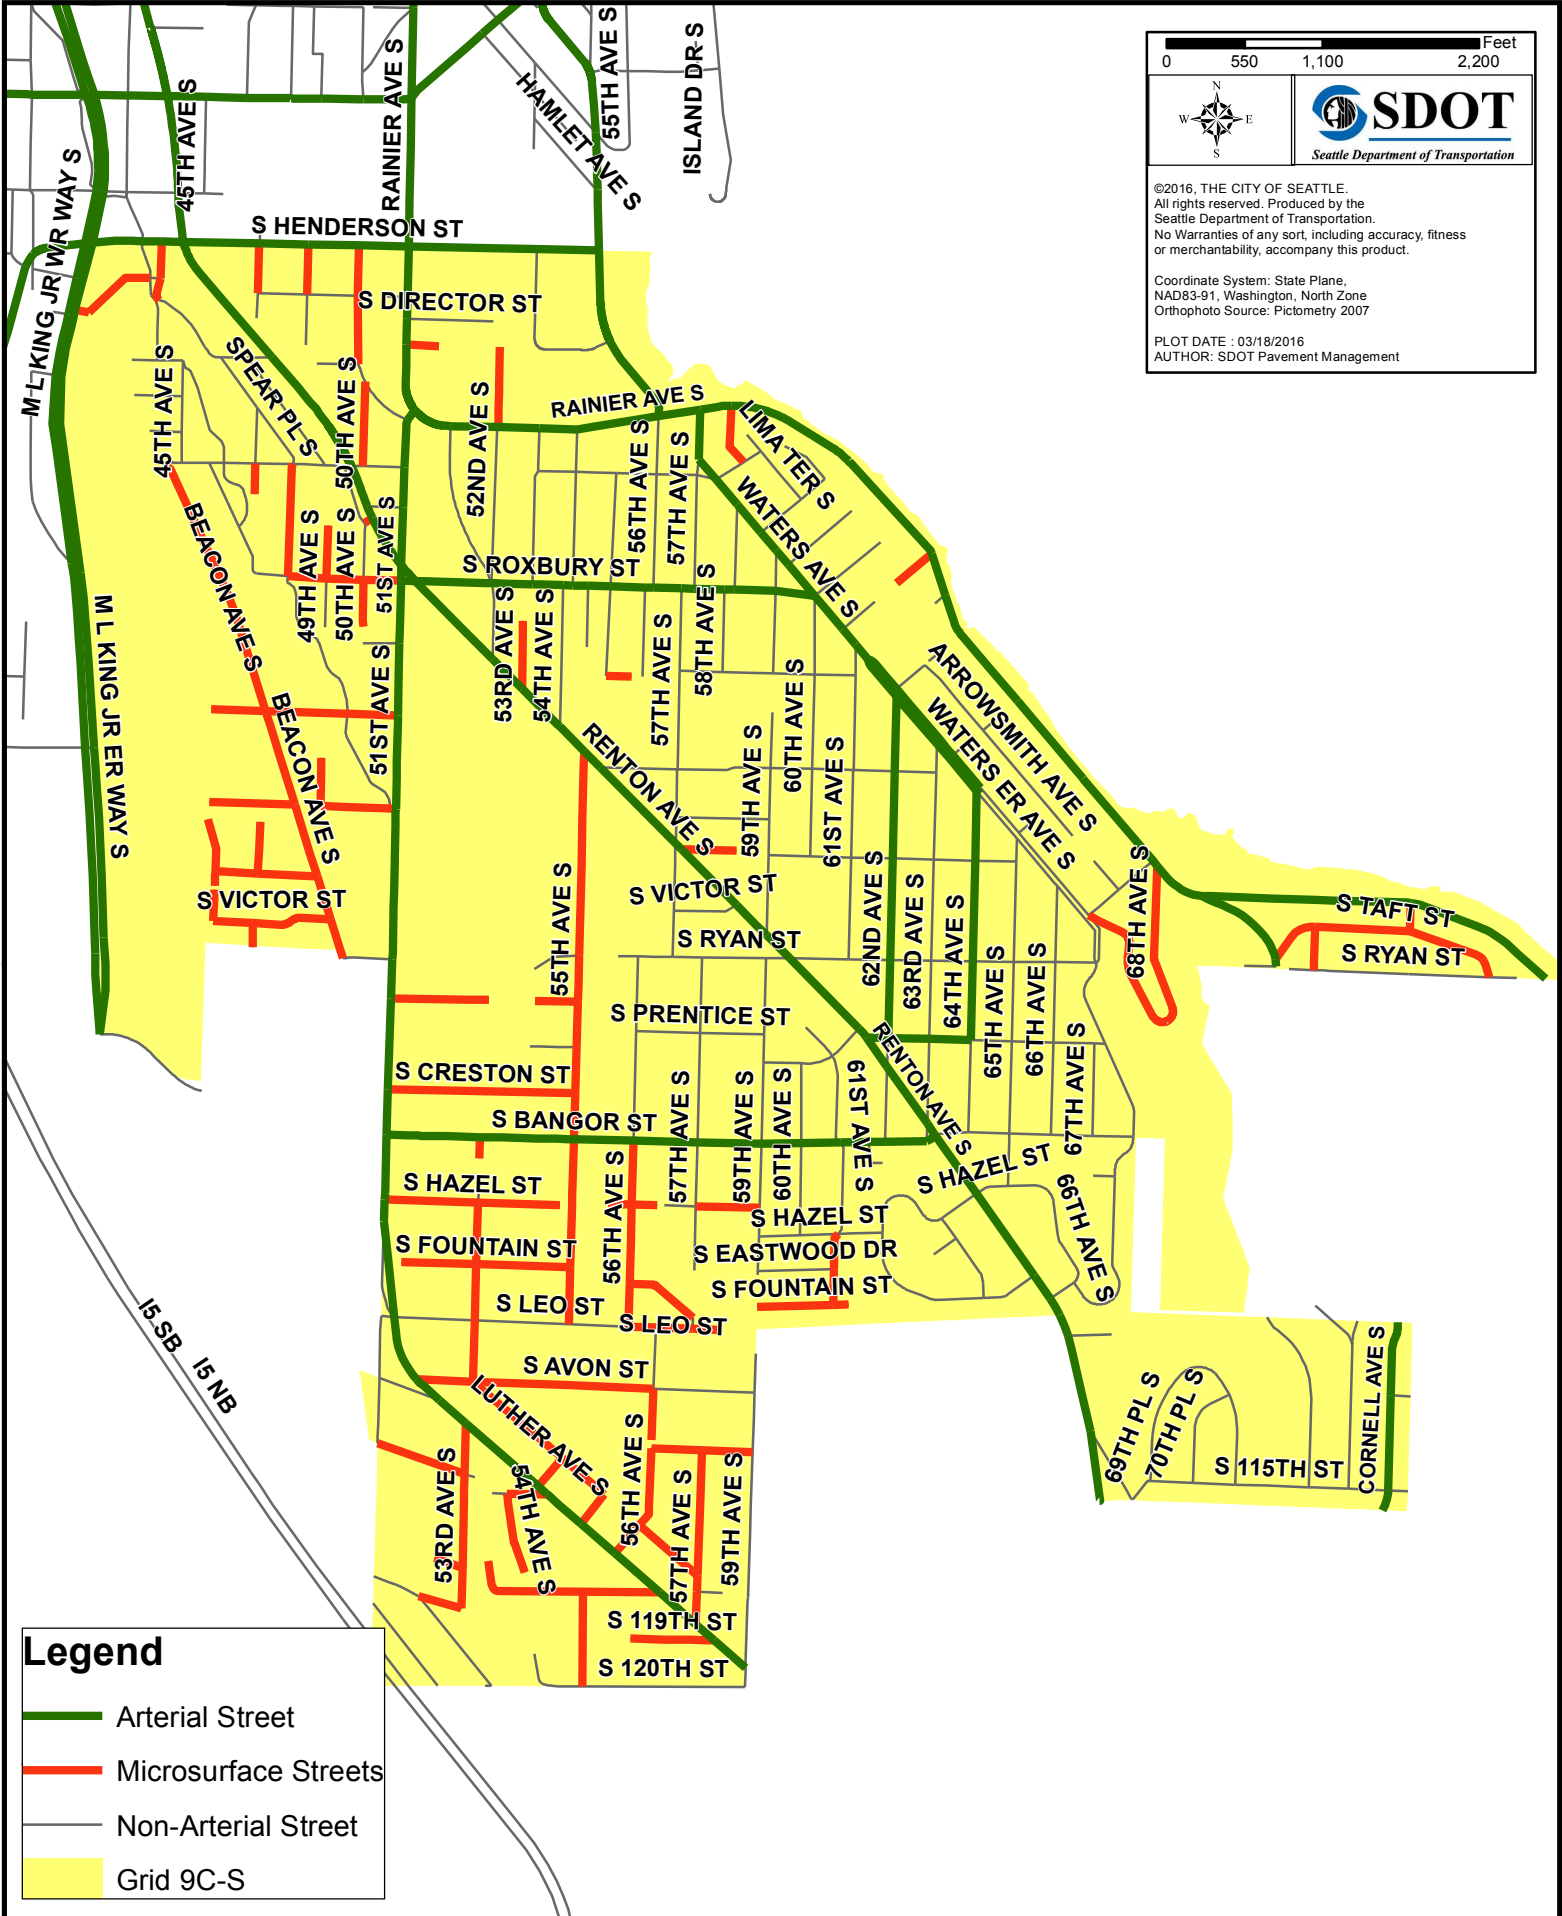 55TH AVE S
ISLAND DR S
RAINIER AVE S
45TH AVE S
HAMLET AVE S
M L KING JR WR WAY S
S HENDERSON ST
S DIRECTOR ST
SPEAR PL S
45TH AVE S
50TH AVE S
52ND AVE S
RAINIER AVE S
LIMA TER S
56TH AVE S
57TH AVE S
WATERS AVE S
BEACON AVE S
49TH AVE S
50TH AVE S
51ST AVE S
S ROXBURY ST
53RD AVE S
54TH AVE S
57TH AVE S
58TH AVE S
M L KING JR ER WAY S
BEACON AVE S
51ST AVE S
RENTON AVE S
59TH AVE S
60TH AVE S
61ST AVE S
ARROWSMITH AVE S
WATERS ER AVE S
S VICTOR ST
55TH AVE S
S VICTOR ST
S RYAN ST
62ND AVE S
63RD AVE S
64TH AVE S
65TH AVE S
66TH AVE S
67TH AVE S
68TH AVE S
S TAFT ST
S RYAN ST
S PRENTICE ST
RENTON AVE S
S CRESTON ST
S BANGOR ST
57TH AVE S
59TH AVE S
60TH AVE S
61ST AVE S
S HAZEL ST
S HAZEL ST
56TH AVE S
S HAZEL ST
66TH AVE S
S FOUNTAIN ST
S EASTWOOD DR
S FOUNTAIN ST
S LEO ST
S LEO ST
I5 SB
I5 NB
S AVON ST
LUTHER AVE S
53RD AVE S
54TH AVE S
56TH AVE S
57TH AVE S
59TH AVE S
69TH PL S
70TH PL S
S 115TH ST
CORNELL AVE S
S 119TH ST
S 120TH ST
Feet
0 550 1,100 2,200
N
W E
S
SDOT
Seattle Department of Transportation
©2016, THE CITY OF SEATTLE.
All rights reserved. Produced by the
Seattle Department of Transportation.
No Warranties of any sort, including accuracy, fitness
or merchantability, accompany this product.
Coordinate System: State Plane,
NAD83-91, Washington, North Zone
Orthophoto Source: Pictometry 2007
PLOT DATE : 03/18/2016
AUTHOR: SDOT Pavement Management
Legend
Arterial Street
Microsurface Streets
Non-Arterial Street
Grid 9C-S